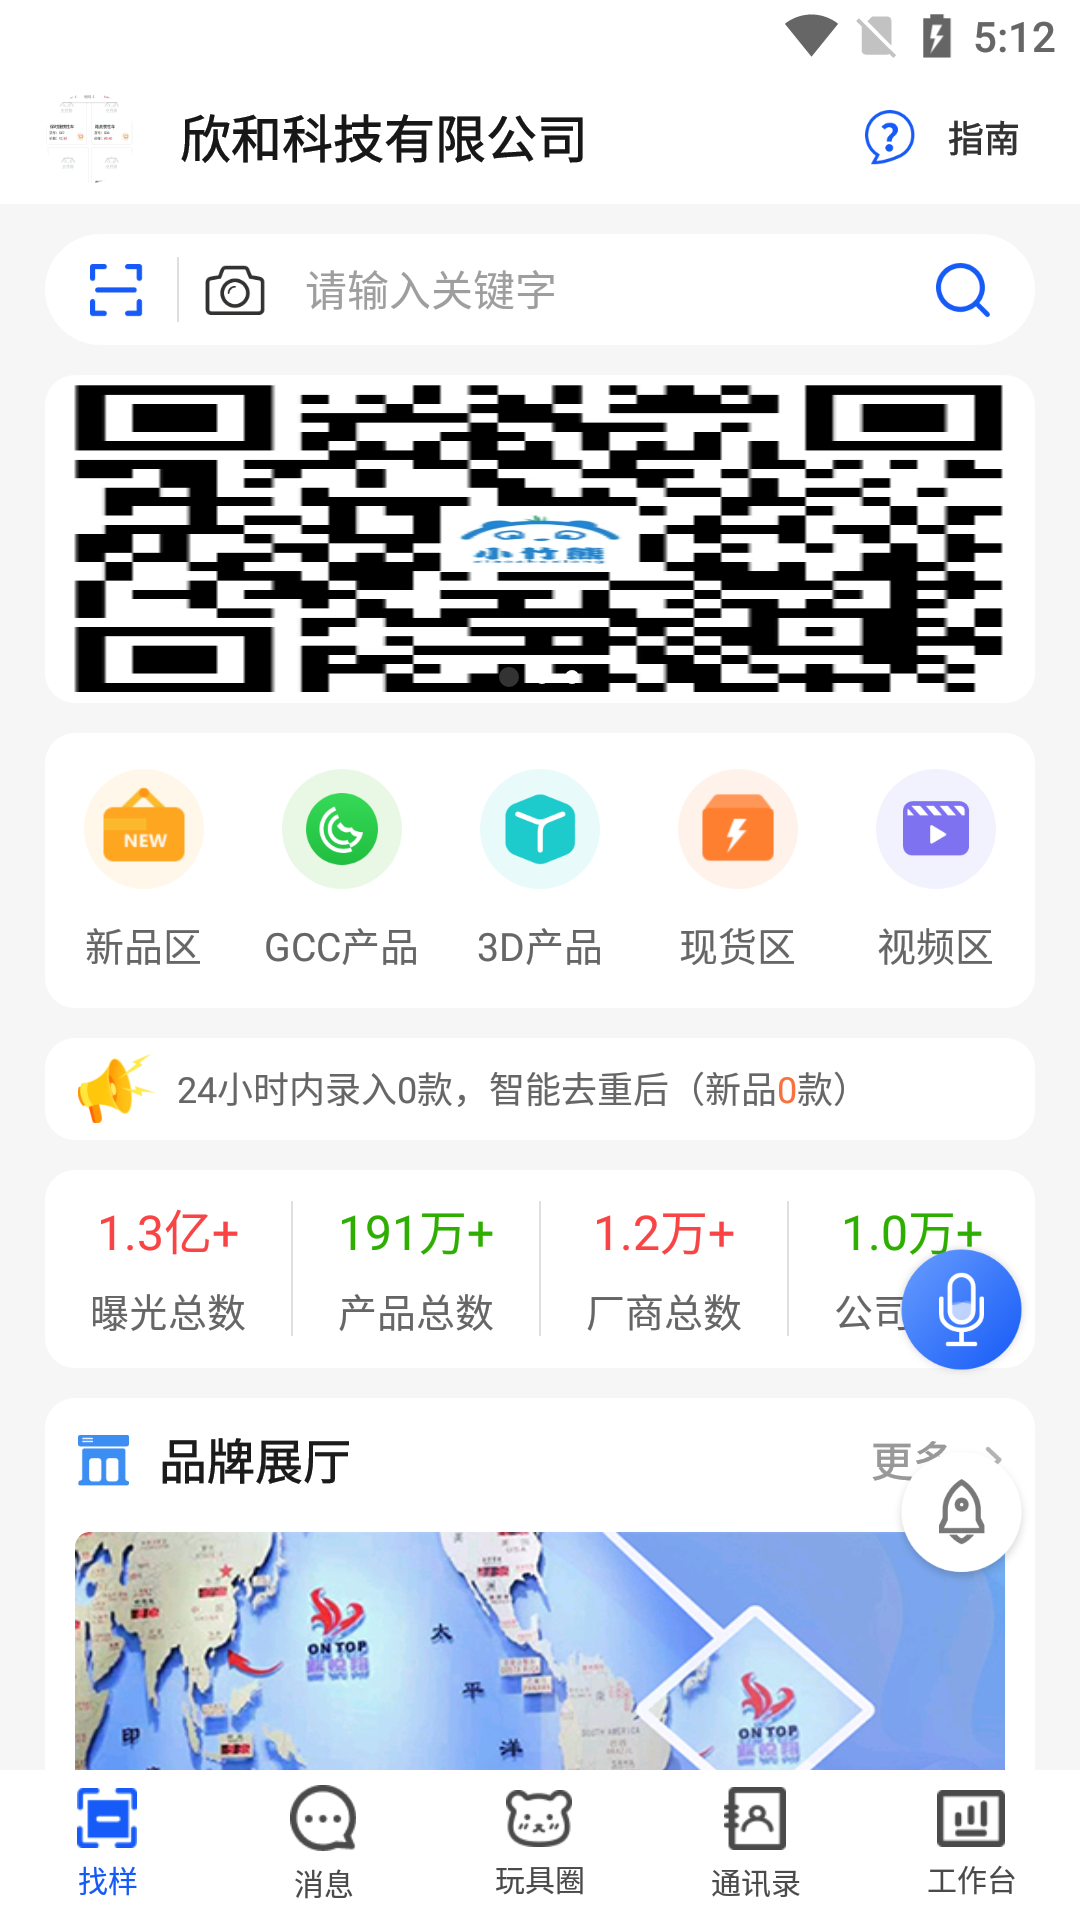 5:12
欣和科技有限公司
指南
请输入关键字
小竹熊
NEW
新品区
GCC产品
3D产品
现货区
视频区
24小时内录入0款，智能去重后（新品0款）
1.3亿+
191万+
1.2万+
1.0万+
曝光总数
产品总数
厂商总数
公司
品牌展厅
更多
ON TOP
太
平
洋
印
SOUTH AMERICA
ON TOP
找样
消息
玩具圈
通讯录
工作台